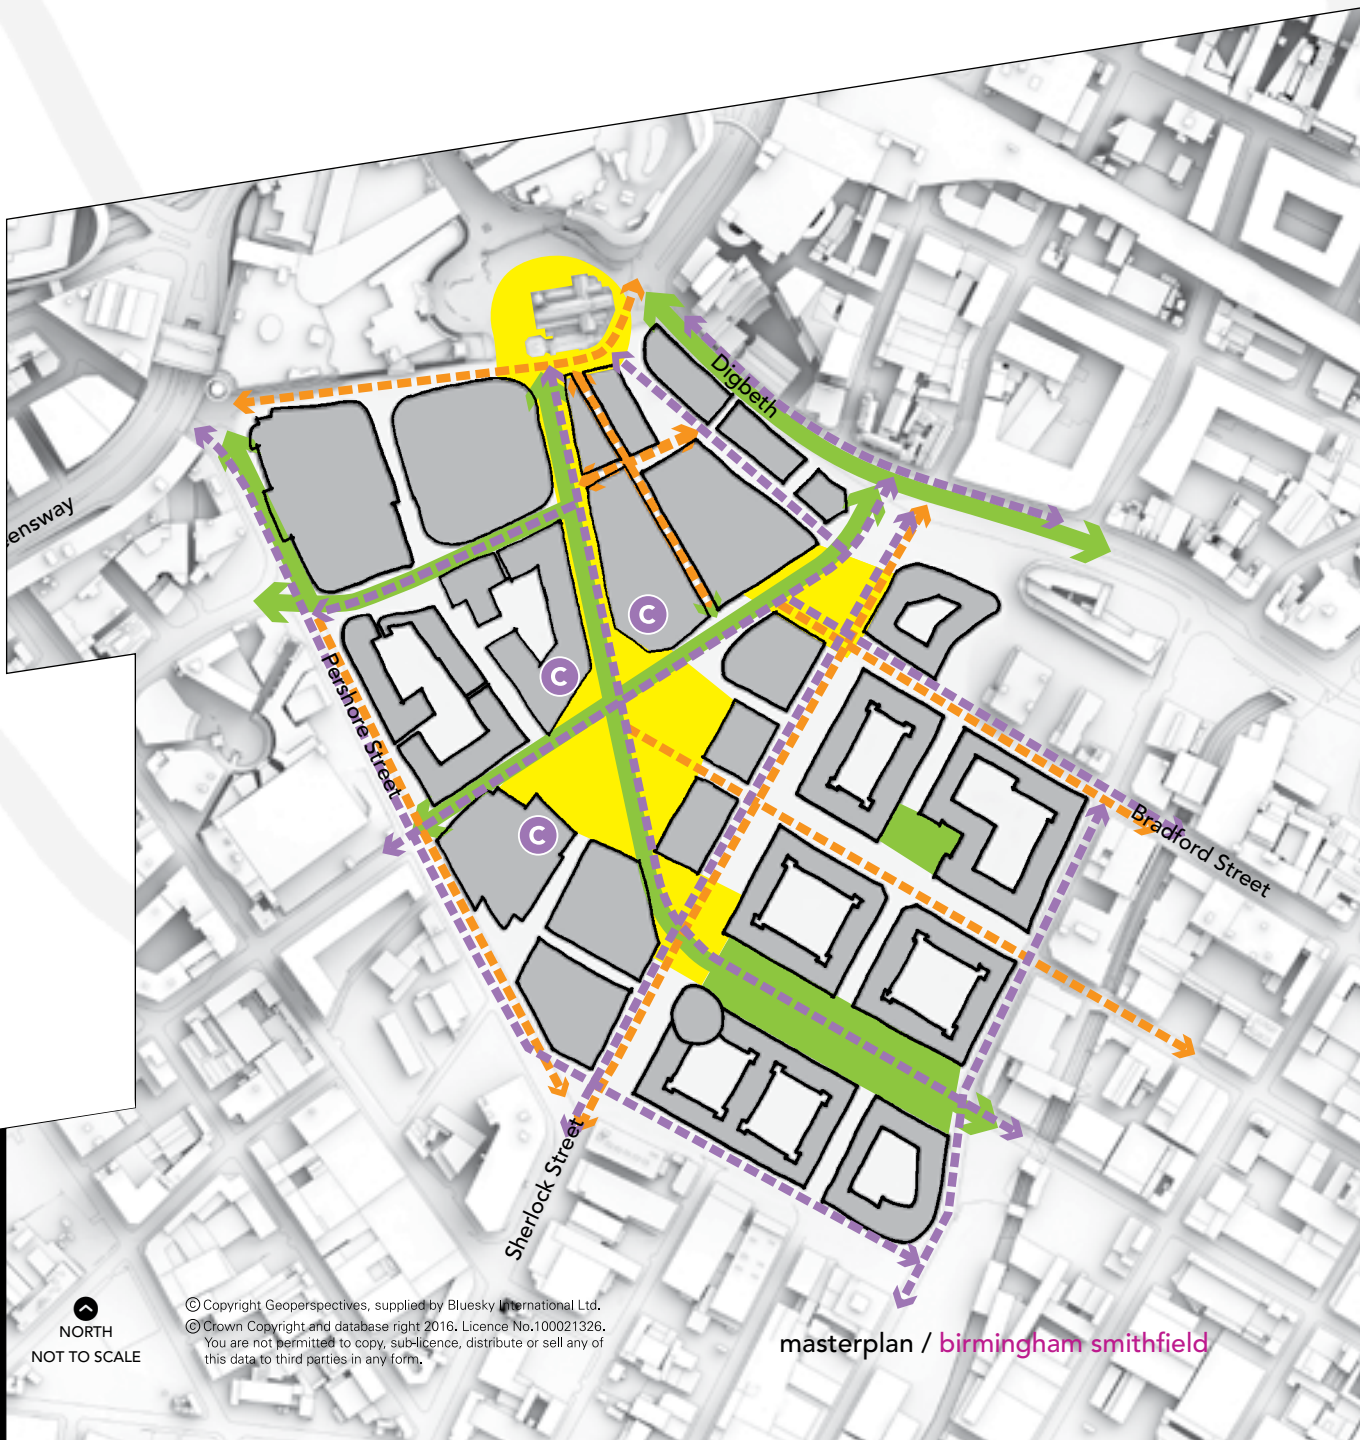 Digbeth
ensway
C
C
Pershore Street
C
Bradford Street
Sherlock Street
NORTH
NOT TO SCALE
© Copyright Geoperspectives, supplied by Bluesky International Ltd.
© Crown Copyright and database right 2016. Licence No.100021326.
You are not permitted to copy, sub-licence, distribute or sell any of
this data to third parties in any form.
masterplan / birmingham smithfield